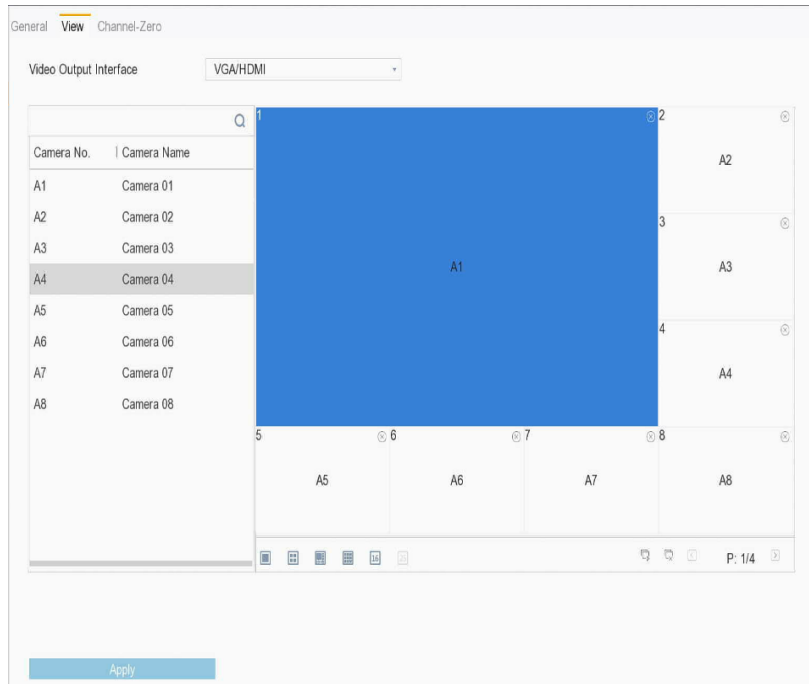 General View Channel-Zero
Video Output Interface VGA/HDMI
Camera No. Camera Name
A1 Camera 01
A2 Camera 02
A3 Camera 03
A4 Camera 04
A5 Camera 05
A6 Camera 06
A7 Camera 07
A8 Camera 08
1
A1
2
A2
3
A3
4
A4
5 6 7 8
A5 A6 A7 A8
16 25
P: 1/4
Apply